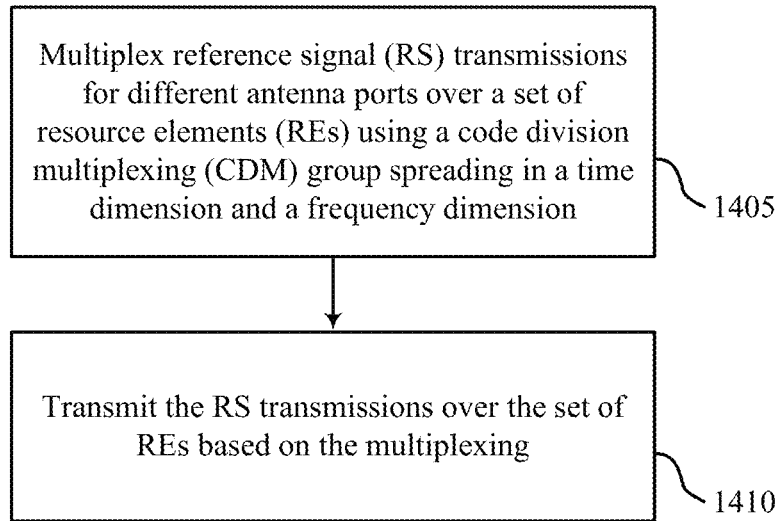 Multiplex reference signal (RS) transmissions
for different antenna ports over a set of
resource elements (REs) using a code division
multiplexing (CDM) group spreading in a time
dimension and a frequency dimension
1405
Transmit the RS transmissions over the set of
REs based on the multiplexing
1410